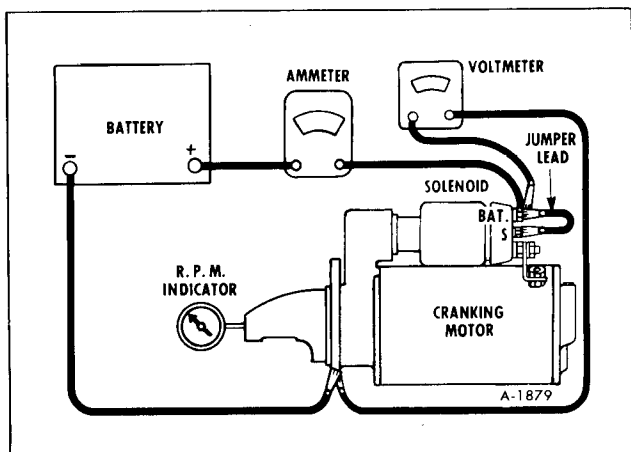 AMMETER
VOLTMETER
BATTERY
-
+
JUMPER
LEAD
SOLENOID
BAT.
S
R. P. M.
INDICATOR
CRANKING
MOTOR
A-1879